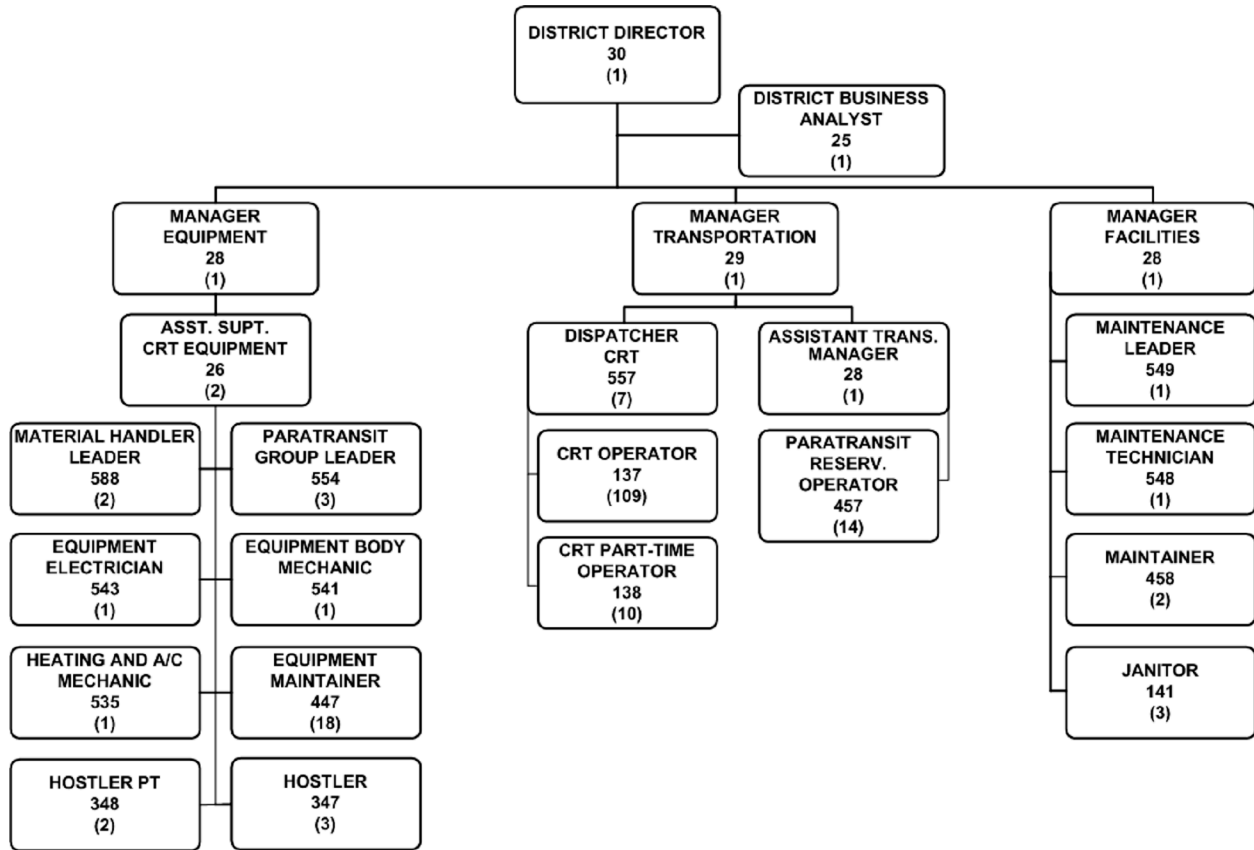 DISTRICT DIRECTOR
30
(1)
DISTRICT BUSINESS
ANALYST
25
(1)
MANAGER
EQUIPMENT
28
(1)
MANAGER
TRANSPORTATION
29
(1)
MANAGER
FACILITIES
28
(1)
ASST. SUPT.
CRT EQUIPMENT
26
(2)
DISPATCHER
CRT
557
(7)
ASSISTANT TRANS.
MANAGER
28
(1)
MAINTENANCE
LEADER
549
(1)
MATERIAL HANDLER
LEADER
588
(2)
PARATRANSIT
GROUP LEADER
554
(3)
CRT OPERATOR
137
(109)
PARATRANSIT
RESERV.
OPERATOR
457
(14)
MAINTENANCE
TECHNICIAN
548
(1)
EQUIPMENT
ELECTRICIAN
543
(1)
EQUIPMENT BODY
MECHANIC
541
(1)
CRT PART-TIME
OPERATOR
138
(10)
MAINTAINER
458
(2)
HEATING AND A/C
MECHANIC
535
(1)
EQUIPMENT
MAINTAINER
447
(18)
JANITOR
141
(3)
HOSTLER PT
348
(2)
HOSTLER
347
(3)